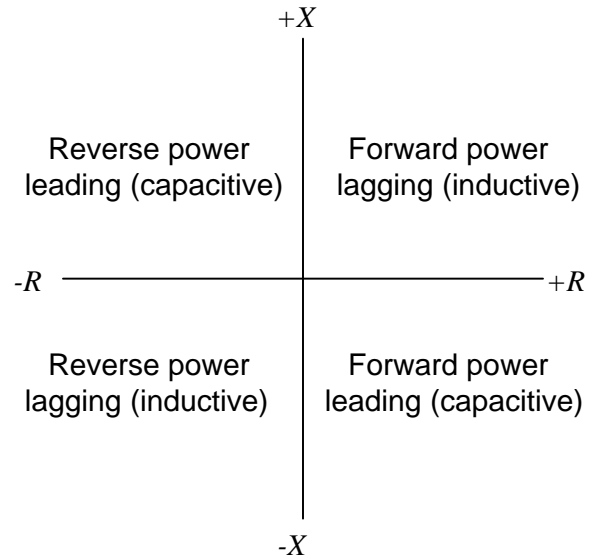 +X
Reverse power
leading (capacitive)
Forward power
lagging (inductive)
-R
+R
Reverse power
lagging (inductive)
Forward power
leading (capacitive)
-X